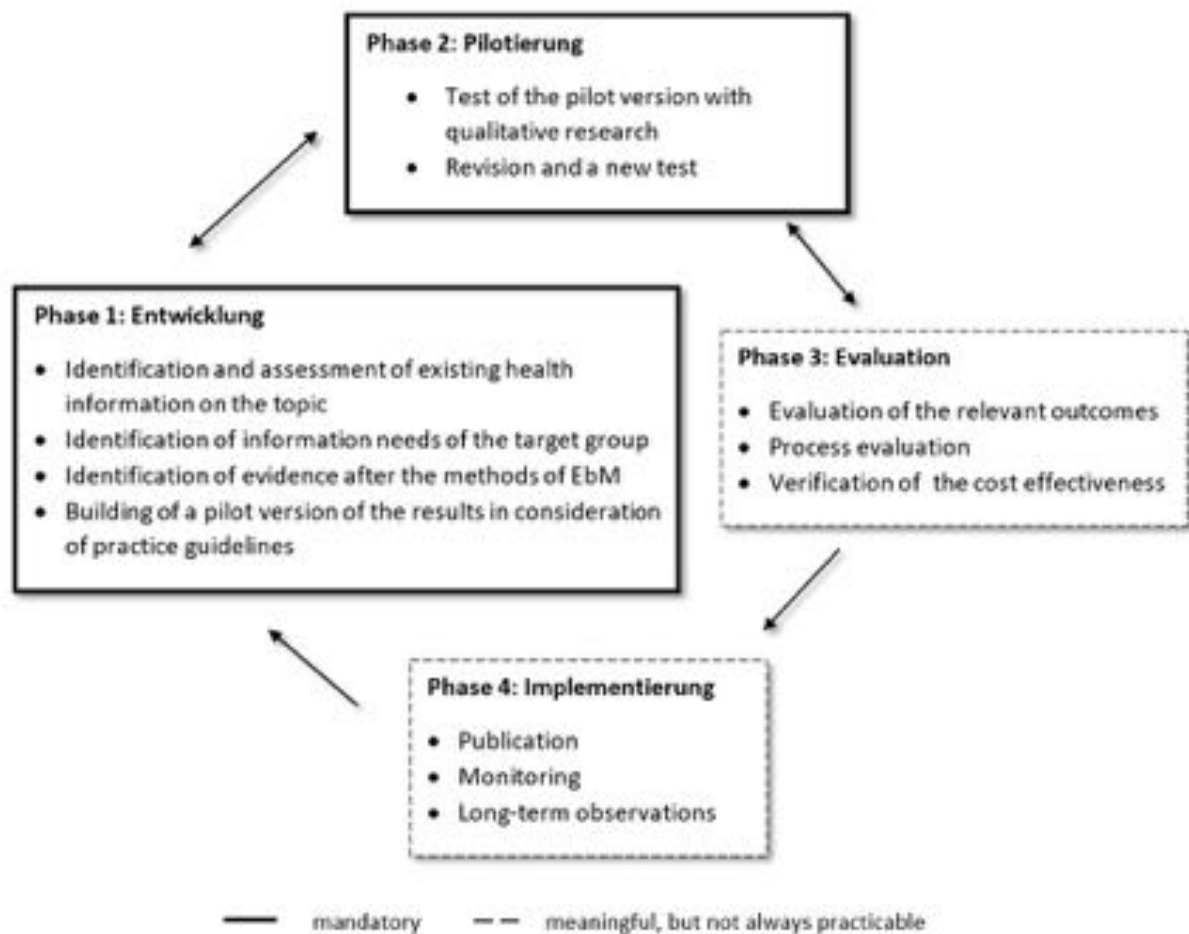 Phase 2: Pilotierung
• Test of the pilot version with
qualitative research
• Revision and a new test
Phase 1: Entwicklung
• Identification and assessment of existing health
information on the topic
• Identification of information needs of the target group
• Identification of evidence after the methods of EbM
• Building of a pilot version of the results in consideration
of practice guidelines
Phase 3: Evaluation
• Evaluation of the relevant outcomes
• Process evaluation
• Verification of the cost effectiveness
Phase 4: Implementierung
• Publication
• Monitoring
• Long-term observations
mandatory
meaningful, but not always practicable